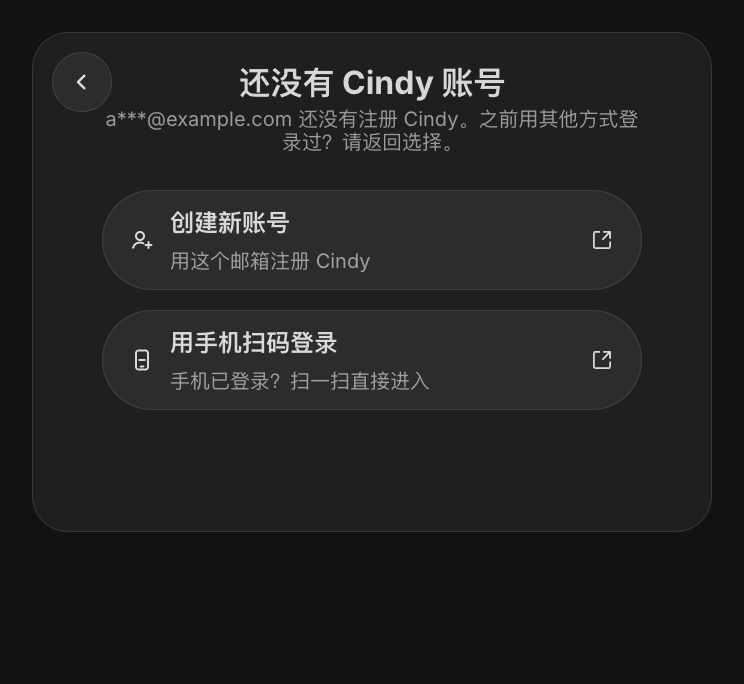 还没有 Cindy 账号
a***@example.com 还没有注册 Cindy。之前用其他方式登
录过？请返回选择。
创建新账号
用这个邮箱注册 Cindy
用手机扫码登录
手机已登录？扫一扫直接进入